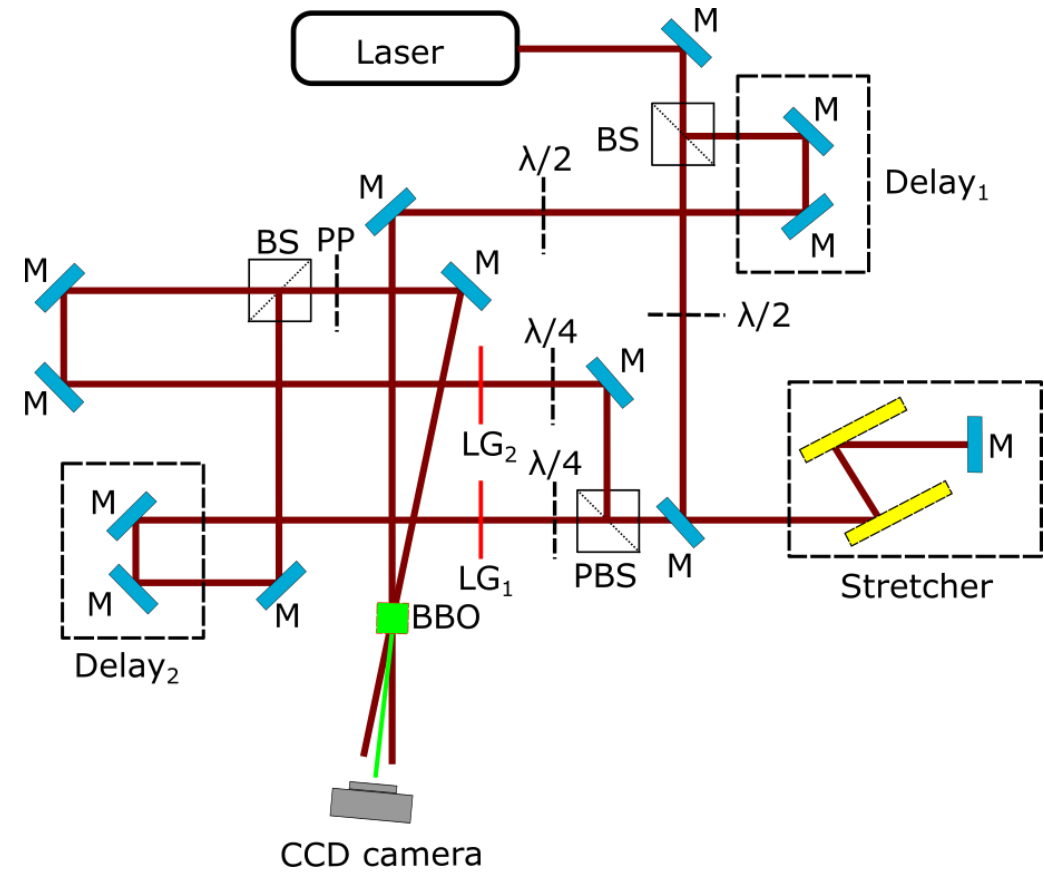 M
Laser
M
BS
Delay₁
λ/2
M
M
BS
PP
M
M
λ/2
λ/4
M
M
M
LG₂
λ/4
M
M
LG₁
PBS
M
Stretcher
M
M
BBO
Delay₂
CCD camera